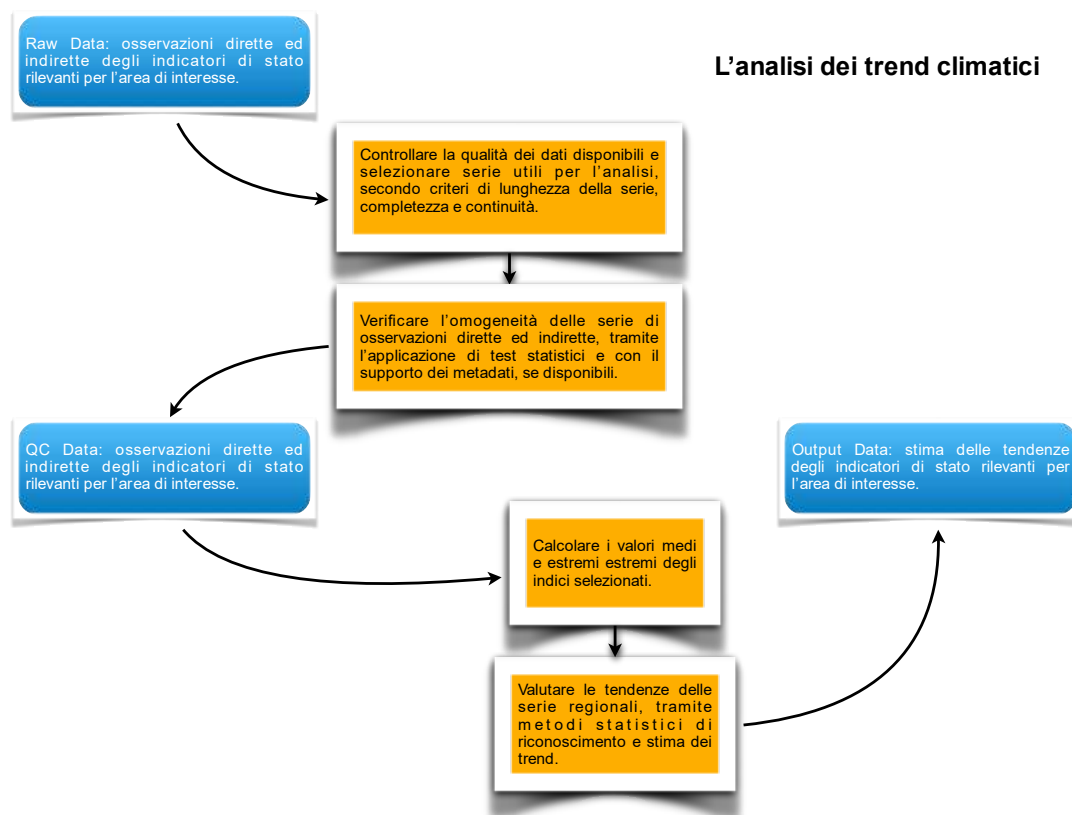 Raw Data: osservazioni dirette ed
indirette degli indicatori di stato
rilevanti per l'area di interesse.
L'analisi dei trend climatici
Controllare la qualità dei dati disponibili e
selezionare serie utili per l'analisi,
secondo criteri di lunghezza della serie,
completezza e continuità.
Verificare l'omogeneità delle serie di
osservazioni dirette ed indirette, tramite
l'applicazione di test statistici e con il
supporto dei metadati, se disponibili.
QC Data: osservazioni dirette ed
indirette degli indicatori di stato
rilevanti per l'area di interesse.
Output Data: stima delle tendenze
degli indicatori di stato rilevanti per
l'area di interesse.
Calcolare i valori medi
e estremi estremi degli
indici selezionati.
Valutare le tendenze delle
serie regionali, tramite
metodi statistici di
riconoscimento e stima dei
trend.